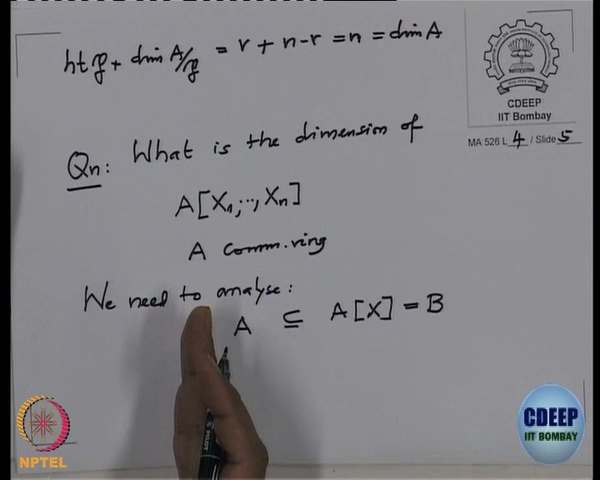 ht 𝔭 + dim A/𝔭 = r + n-r = n = dim A
CDEEP
IIT Bombay
MA 526 L 4 / Slide 5
Qn: What is the dimension of
A[X₁,..,Xₙ]
A comm. ring
We need to analyse:
A ⊆ A[X] = B
NPTEL
CDEEP
IIT BOMBAY